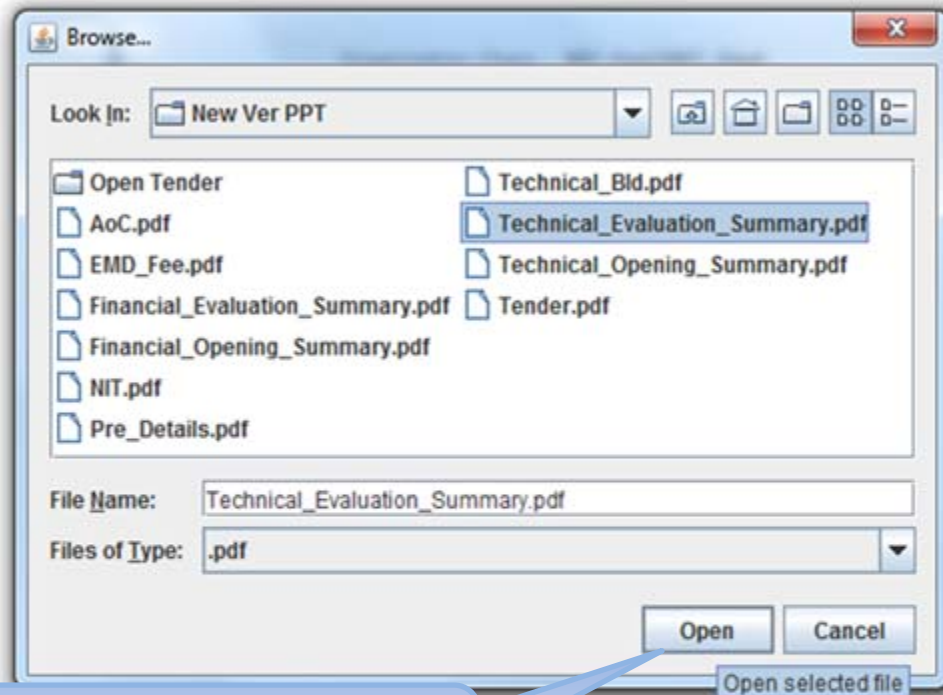 Browse...
Look In: New Ver PPT
Open Tender
AoC.pdf
EMD_Fee.pdf
Financial_Evaluation_Summary.pdf
Financial_Opening_Summary.pdf
NIT.pdf
Pre_Details.pdf
Technical_Bld.pdf
Technical_Evaluation_Summary.pdf
Technical_Opening_Summary.pdf
Tender.pdf
File Name: Technical_Evaluation_Summary.pdf
Files of Type: .pdf
Open Cancel
Open selected file